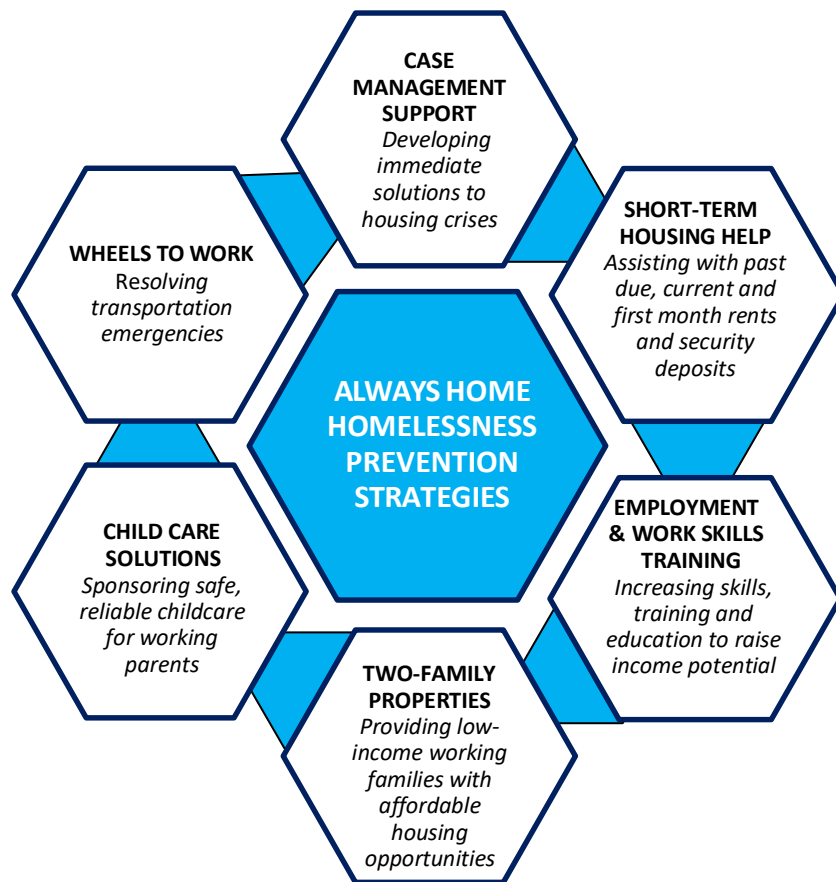 CASE
MANAGEMENT
SUPPORT
Developing
immediate
solutions to
housing crises
SHORT-TERM
HOUSING HELP
Assisting with past
due, current and
first month rents
and security
deposits
EMPLOYMENT
& WORK SKILLS
TRAINING
Increasing skills,
training and
education to raise
income potential
TWO-FAMILY
PROPERTIES
Providing low-
income working
families with
affordable
housing
opportunities
CHILD CARE
SOLUTIONS
Sponsoring safe,
reliable childcare
for working
parents
WHEELS TO WORK
Resolving
transportation
emergencies
ALWAYS HOME
HOMELESSNESS
PREVENTION
STRATEGIES